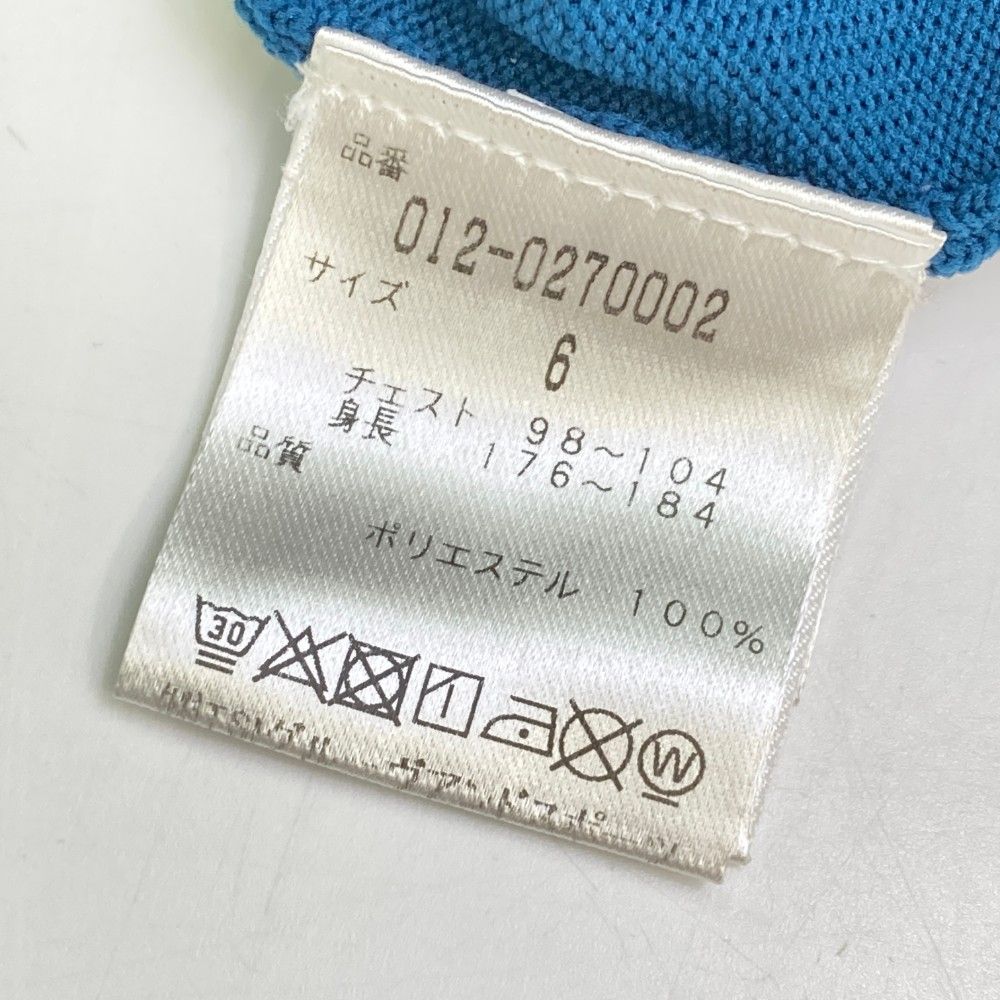 品番
012-0270002
サイズ
6
チェスト 98～104
身長 176～184
品質
ポリエステル 100%
30
W